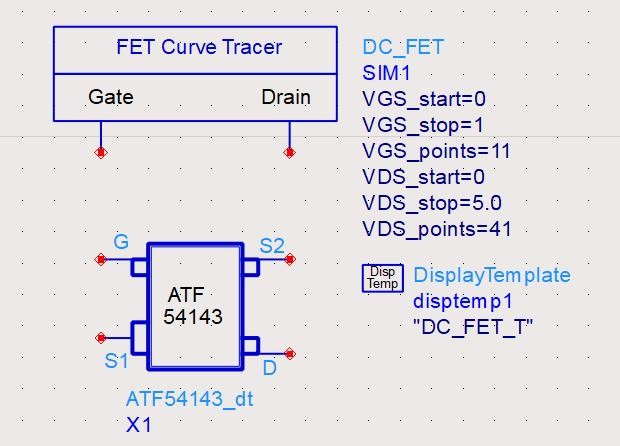 FET Curve Tracer
Gate
Drain
DC_FET
SIM1
VGS_start=0
VGS_stop=1
VGS_points=11
VDS_start=0
VDS_stop=5.0
VDS_points=41
Disp
Temp
DisplayTemplate
disptemp1
"DC_FET_T"
G
S2
ATF
54143
S1
D
ATF54143_dt
X1